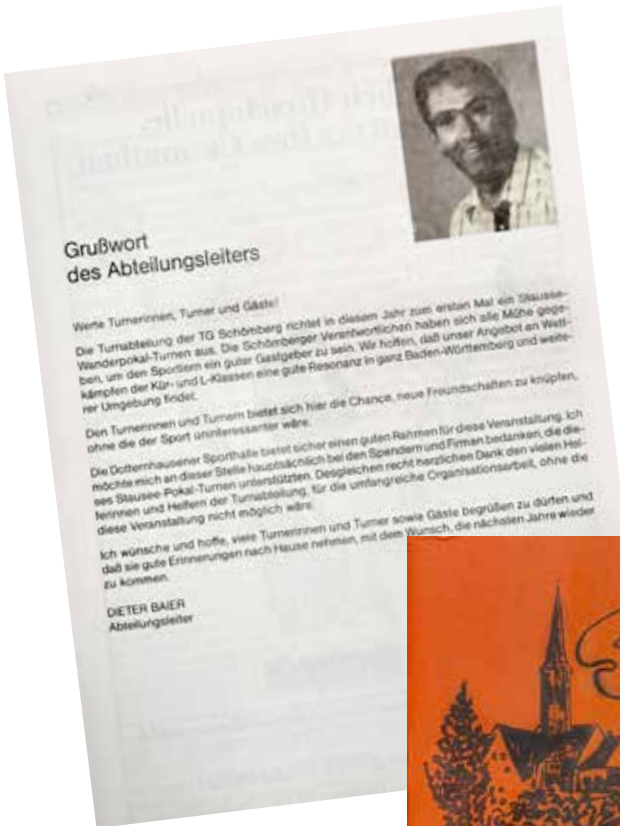 Grußwort
des Abteilungsleiters
Werte Turnerinnen, Turner und Gäste!
Die Turnabteilung der TG Schömberg richtet in diesem Jahr zum ersten Mal ein Stausee-
Wanderpokal-Turnen aus. Die Schömberger Verantwortlichen haben sich alle Mühe gege-
ben, um den Sportlern ein guter Gastgeber zu sein. Wir hoffen, daß unser Angebot an Wett-
kämpfen der Kür- und L-Klassen eine gute Resonanz in ganz Baden-Württemberg und weite-
rer Umgebung findet.
Den Turnerinnen und Turnern bietet sich hier die Chance, neue Freundschaften zu knüpfen,
ohne die der Sport uninteressanter wäre.
Die Dotternhausener Sporthalle bietet sicher einen guten Rahmen für diese Veranstaltung. Ich
möchte mich an dieser Stelle hauptsächlich bei den Spendern und Firmen bedanken, die die-
ses Stausee-Pokal-Turnen unterstützten. Desgleichen recht herzlichen Dank den vielen Hel-
ferinnen und Helfern der Turnabteilung, für die umfangreiche Organisationsarbeit, ohne die
diese Veranstaltung nicht möglich wäre.
Ich wünsche und hoffe, viele Turnerinnen und Turner sowie Gäste begrüßen zu dürfen und
daß sie gute Erinnerungen nach Hause nehmen, mit dem Wunsch, die nächsten Jahre wieder
zu kommen.
DIETER BAIER
Abteilungsleiter